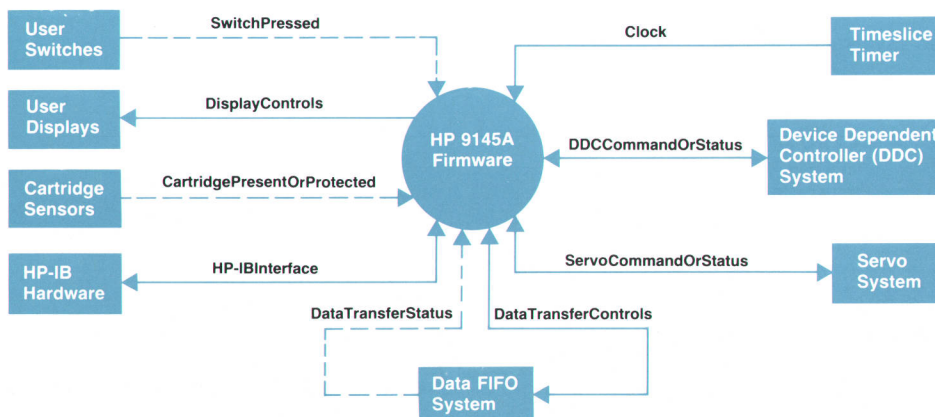 SwitchPressed
User
Switches
Clock
Timeslice
Timer
DisplayControls
User
Displays
HP 9145A
Firmware
DDCCommandOrStatus
Device Dependent
Controller (DDC)
System
CartridgePresentOrProtected
Cartridge
Sensors
HP-IBInterface
HP-IB
Hardware
ServoCommandOrStatus
Servo
System
DataTransferStatus
DataTransferControls
Data FIFO
System